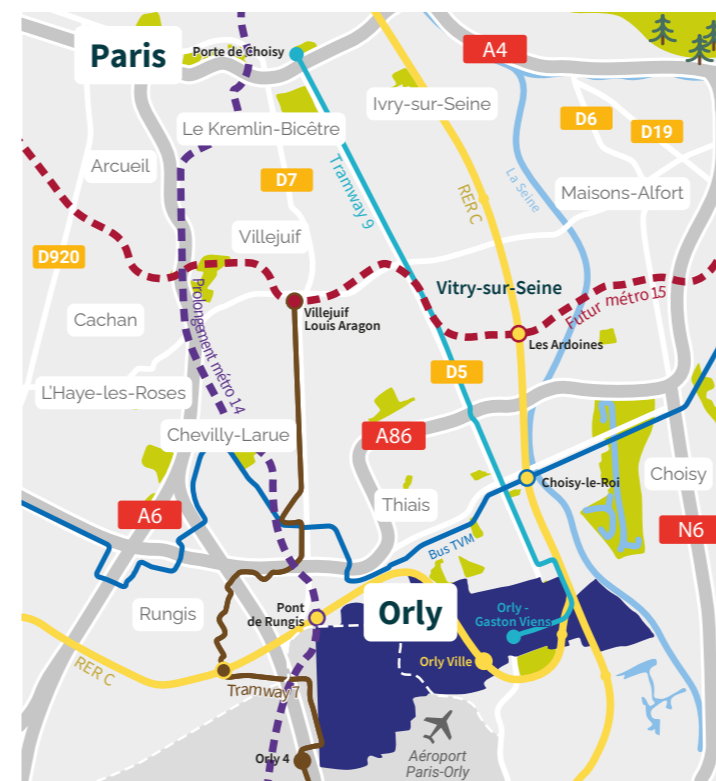 Paris
Porte de Choisy
A4
Ivry-sur-Seine
D6
D19
Le Kremlin-Bicêtre
Arcueil
D7
Tramway 9
RER C
La Seine
Maisons-Alfort
Villejuif
D920
Vitry-sur-Seine
Prolongement métro 14
Villejuif
Louis Aragon
Futur métro 15
Cachan
Les Ardoines
D5
L'Haye-les-Roses
A86
Chevilly-Larue
Choisy-le-Roi
Choisy
Thiais
A6
N6
Bus TVM
Rungis
Pont
de Rungis
Orly
Orly -
Gaston Viens
RER C
Orly Ville
Tramway 7
Orly 4
Aéroport
Paris-Orly